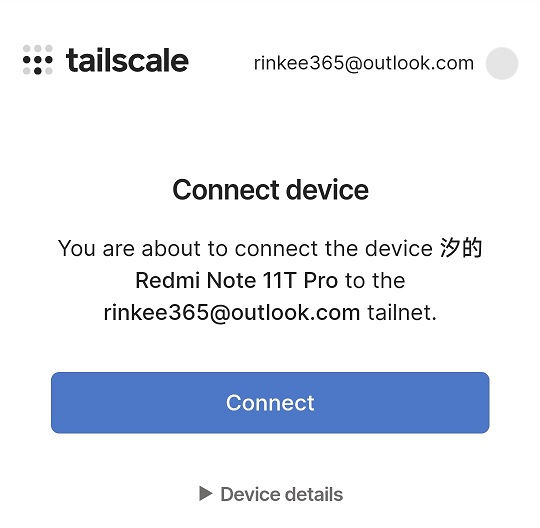 tailscale
rinkee365@outlook.com
Connect device
You are about to connect the device 汐的
Redmi Note 11T Pro to the
rinkee365@outlook.com tailnet.
Connect
▶ Device details